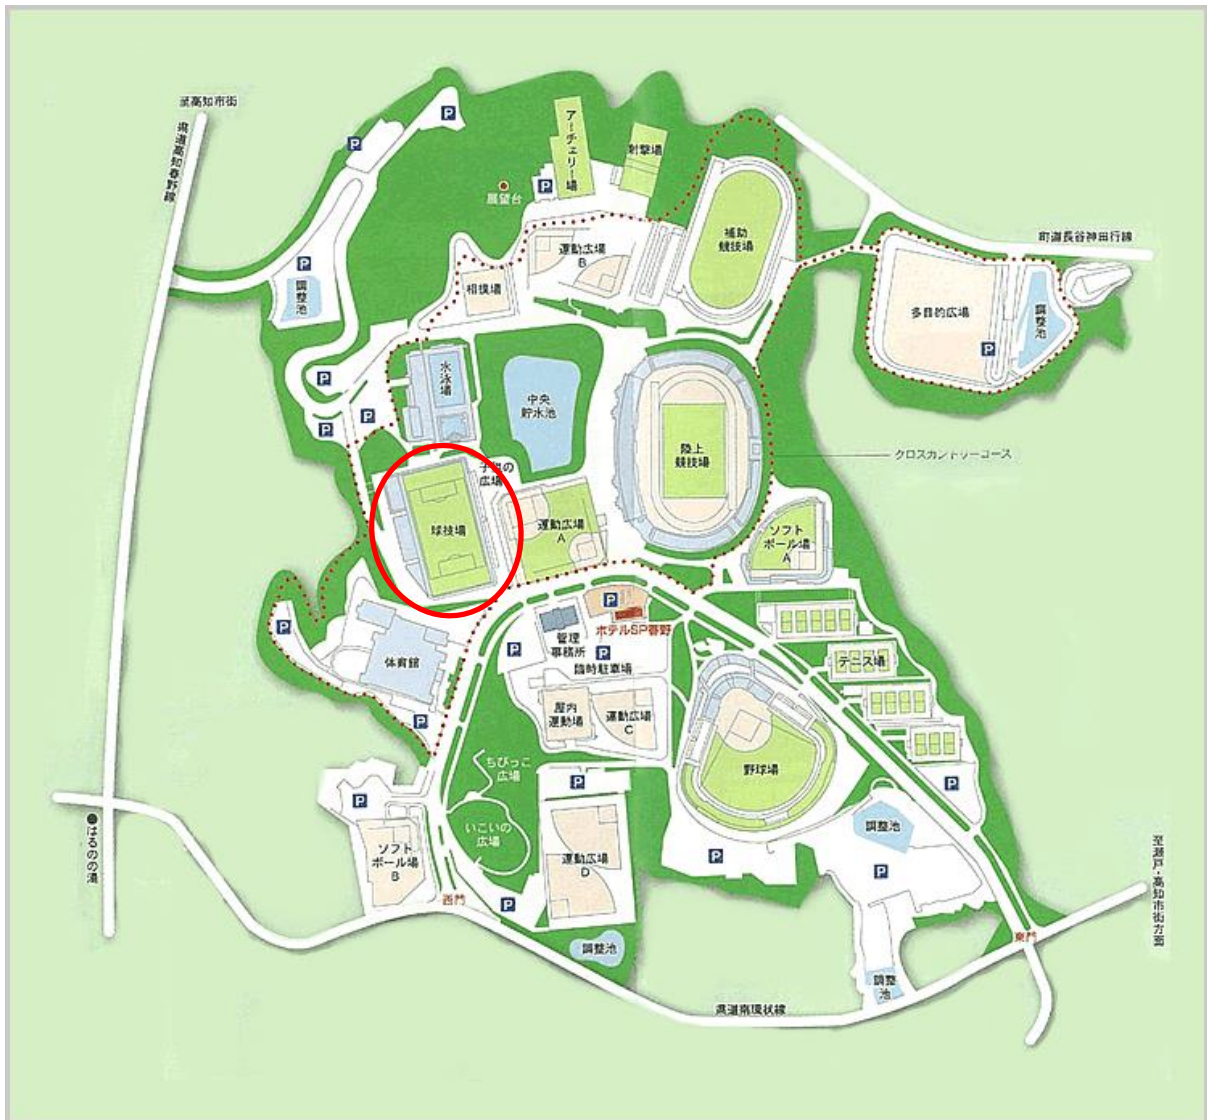 至高知市街
県道高知春野線
P
P
アーチェリー場
射撃場
P
展望台
補助
競技場
運動広場
B
町道長谷神田行線
P
調整池
相撲場
多目的広場
調整池
P
水泳場
P
中央
貯水池
P
P
陸上
競技場
クロスカントリーコース
子供の
広場
球技場
運動広場
A
ソフト
ボール場
A
P
P
ホテルSP春野
管理
事務所
P
P
臨時駐車場
体育館
テニス場
P
屋内
運動場
運動広場
C
ちびっこ
広場
野球場
P
P
P
はるのの湯
いこいの
広場
調整池
ソフト
ボール場
B
運動広場
D
P
P
西門
P
至瀬戸・高知市街方面
東門
調整池
調整池
県道南環状線